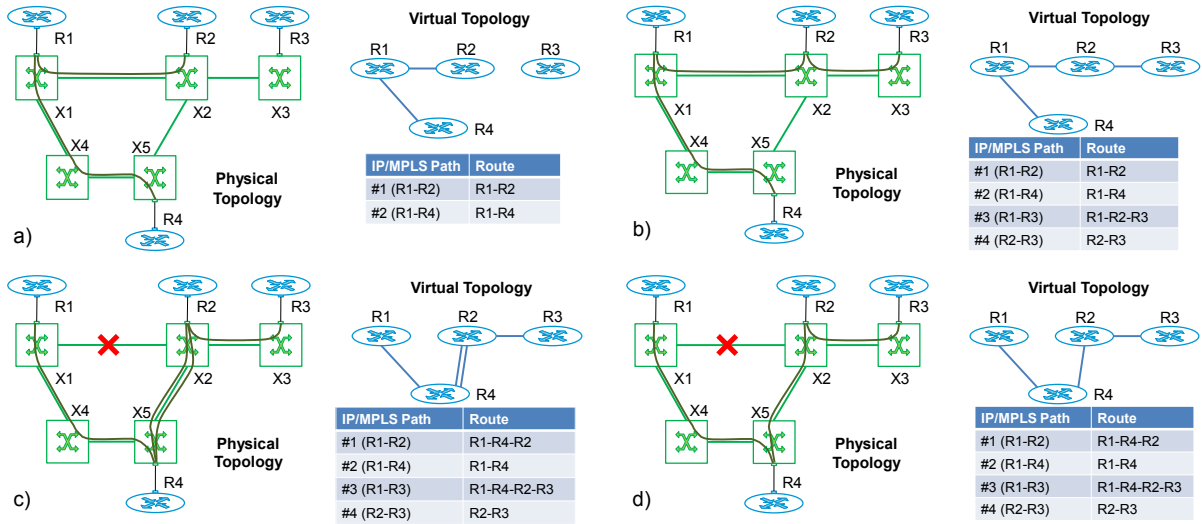 R1
R2
R3
X1
X2
X3
X4
X5
Physical
Topology
R4
a)
Virtual Topology
R1
R2
R3
R4
IP/MPLS Path Route
#1 (R1-R2) R1-R2
#2 (R1-R4) R1-R4
R1
R2
R3
X1
X2
X3
X4
X5
Physical
Topology
R4
b)
Virtual Topology
R1
R2
R3
R4
IP/MPLS Path Route
#1 (R1-R2) R1-R2
#2 (R1-R4) R1-R4
#3 (R1-R3) R1-R2-R3
#4 (R2-R3) R2-R3
R1
R2
R3
X1
X2
X3
X4
X5
Physical
Topology
R4
c)
Virtual Topology
R1
R2
R3
R4
IP/MPLS Path Route
#1 (R1-R2) R1-R4-R2
#2 (R1-R4) R1-R4
#3 (R1-R3) R1-R4-R2-R3
#4 (R2-R3) R2-R3
R1
R2
R3
X1
X2
X3
X4
X5
Physical
Topology
R4
d)
Virtual Topology
R1
R2
R3
R4
IP/MPLS Path Route
#1 (R1-R2) R1-R4-R2
#2 (R1-R4) R1-R4
#3 (R1-R3) R1-R4-R2-R3
#4 (R2-R3) R2-R3